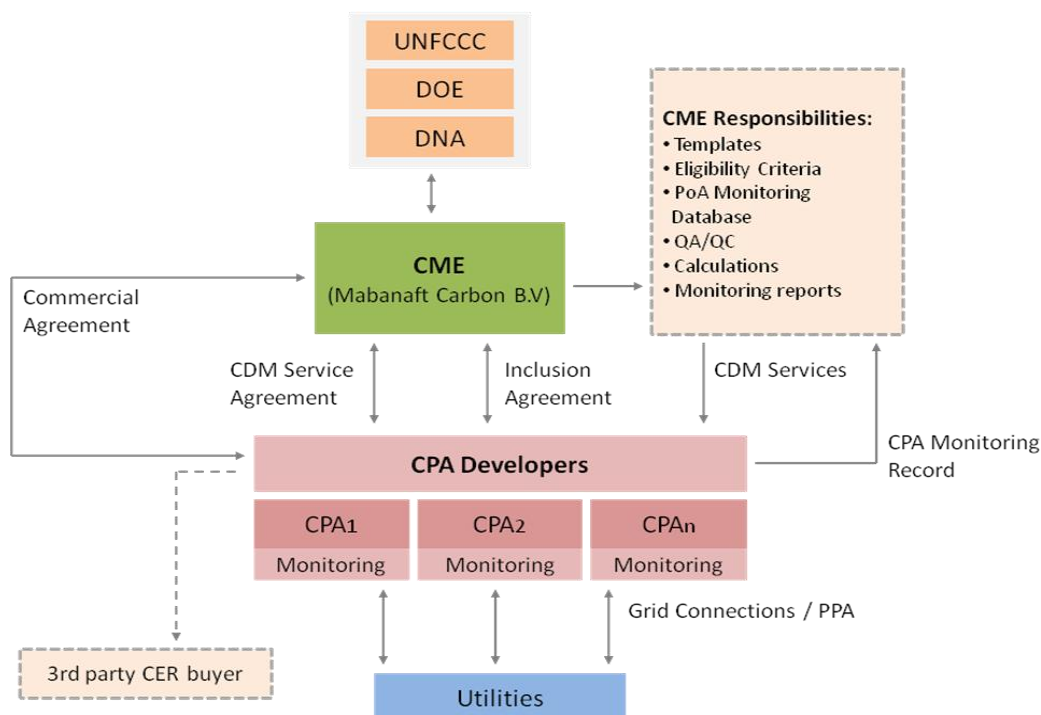 UNFCCC
DOE
DNA
CME Responsibilities:
• Templates
• Eligibility Criteria
• PoA Monitoring
Database
• QA/QC
• Calculations
• Monitoring reports
CME
(Mabanaft Carbon B.V)
Commercial
Agreement
CDM Service
Agreement
Inclusion
Agreement
CDM Services
CPA Monitoring
Record
CPA Developers
CPA1
CPA2
CPAn
Monitoring
Monitoring
Monitoring
Grid Connections / PPA
3rd party CER buyer
Utilities